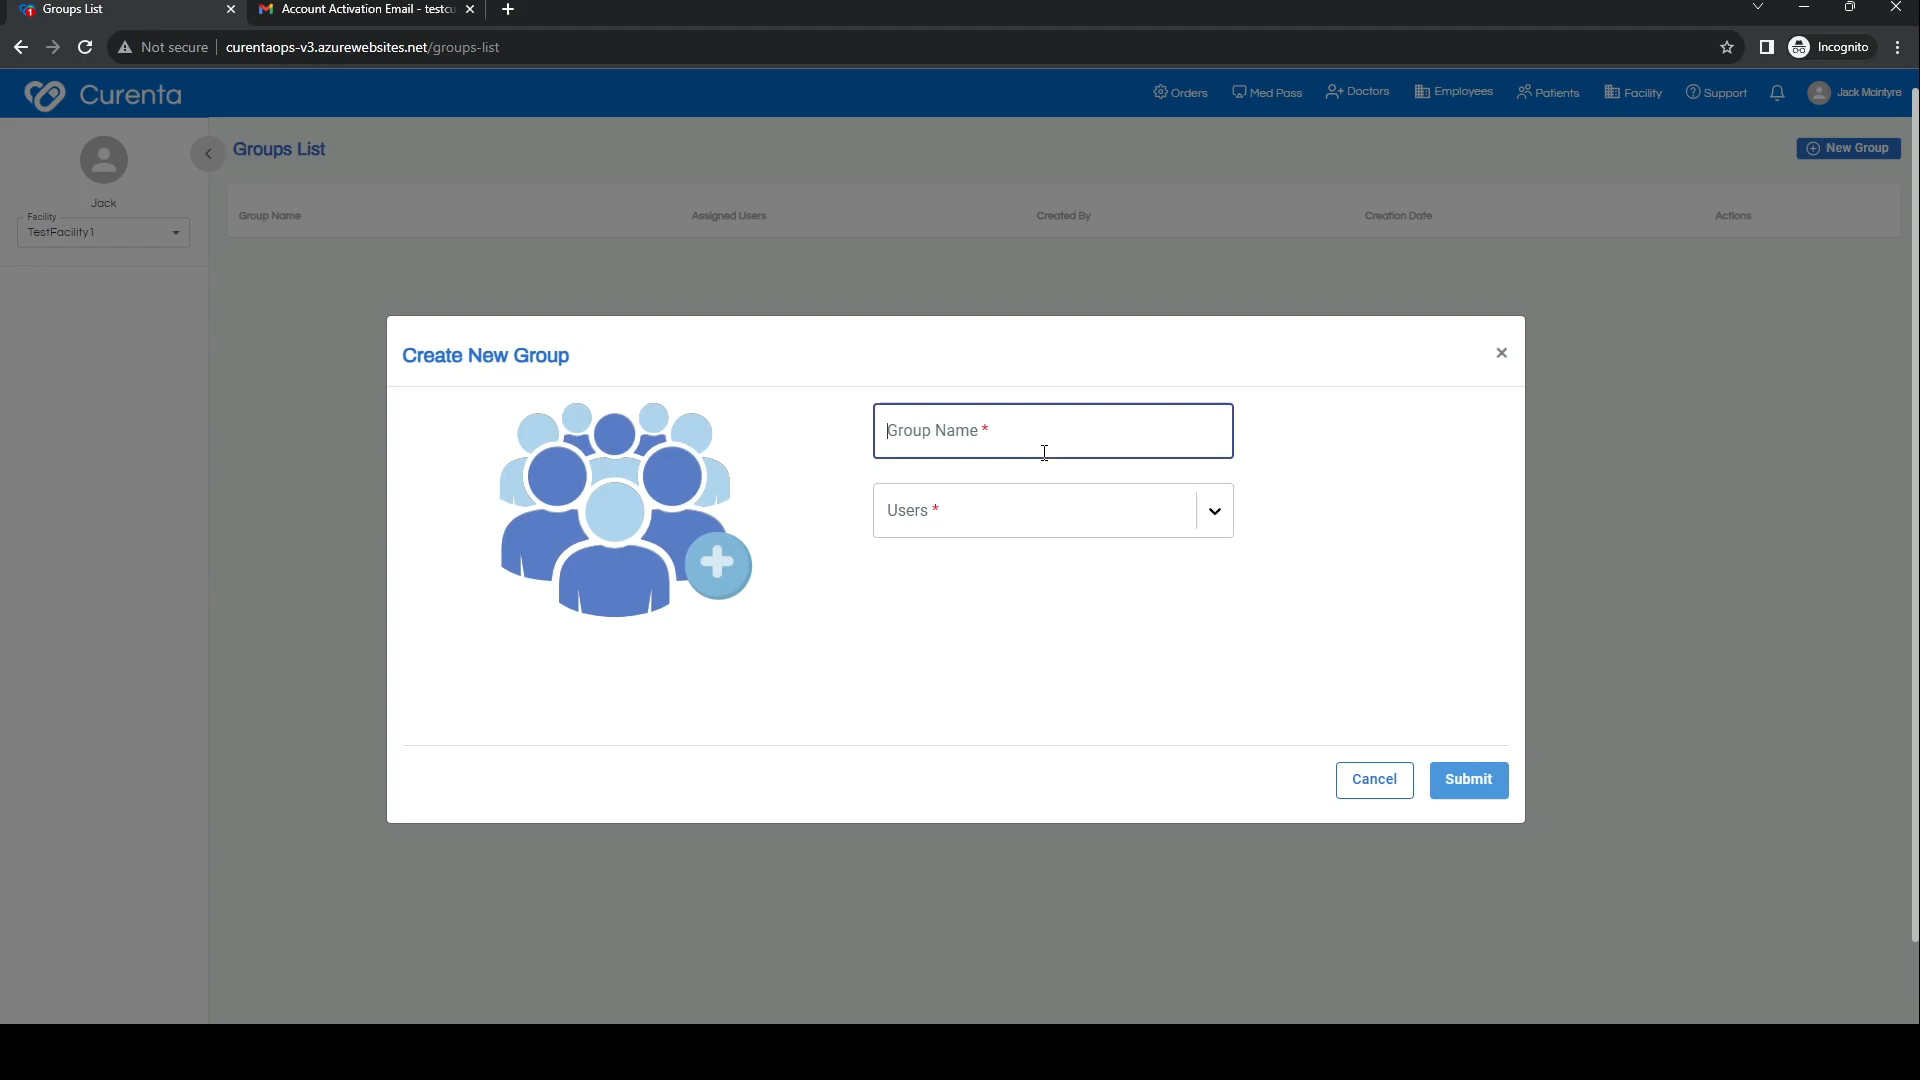 1
Groups List
Account Activation Email - testcu
Not secure
curentaops-v3.azurewebsites.net/groups-list
Incognito
Curenta
Orders
Med Pass
Doctors
Employees
Patients
Facility
Support
Jack Mcintyre
Jack
Facility
TestFacility1
Groups List
New Group
Group Name
Assigned Users
Created By
Creation Date
Actions
Create New Group
Group Name *
Users *
Cancel
Submit